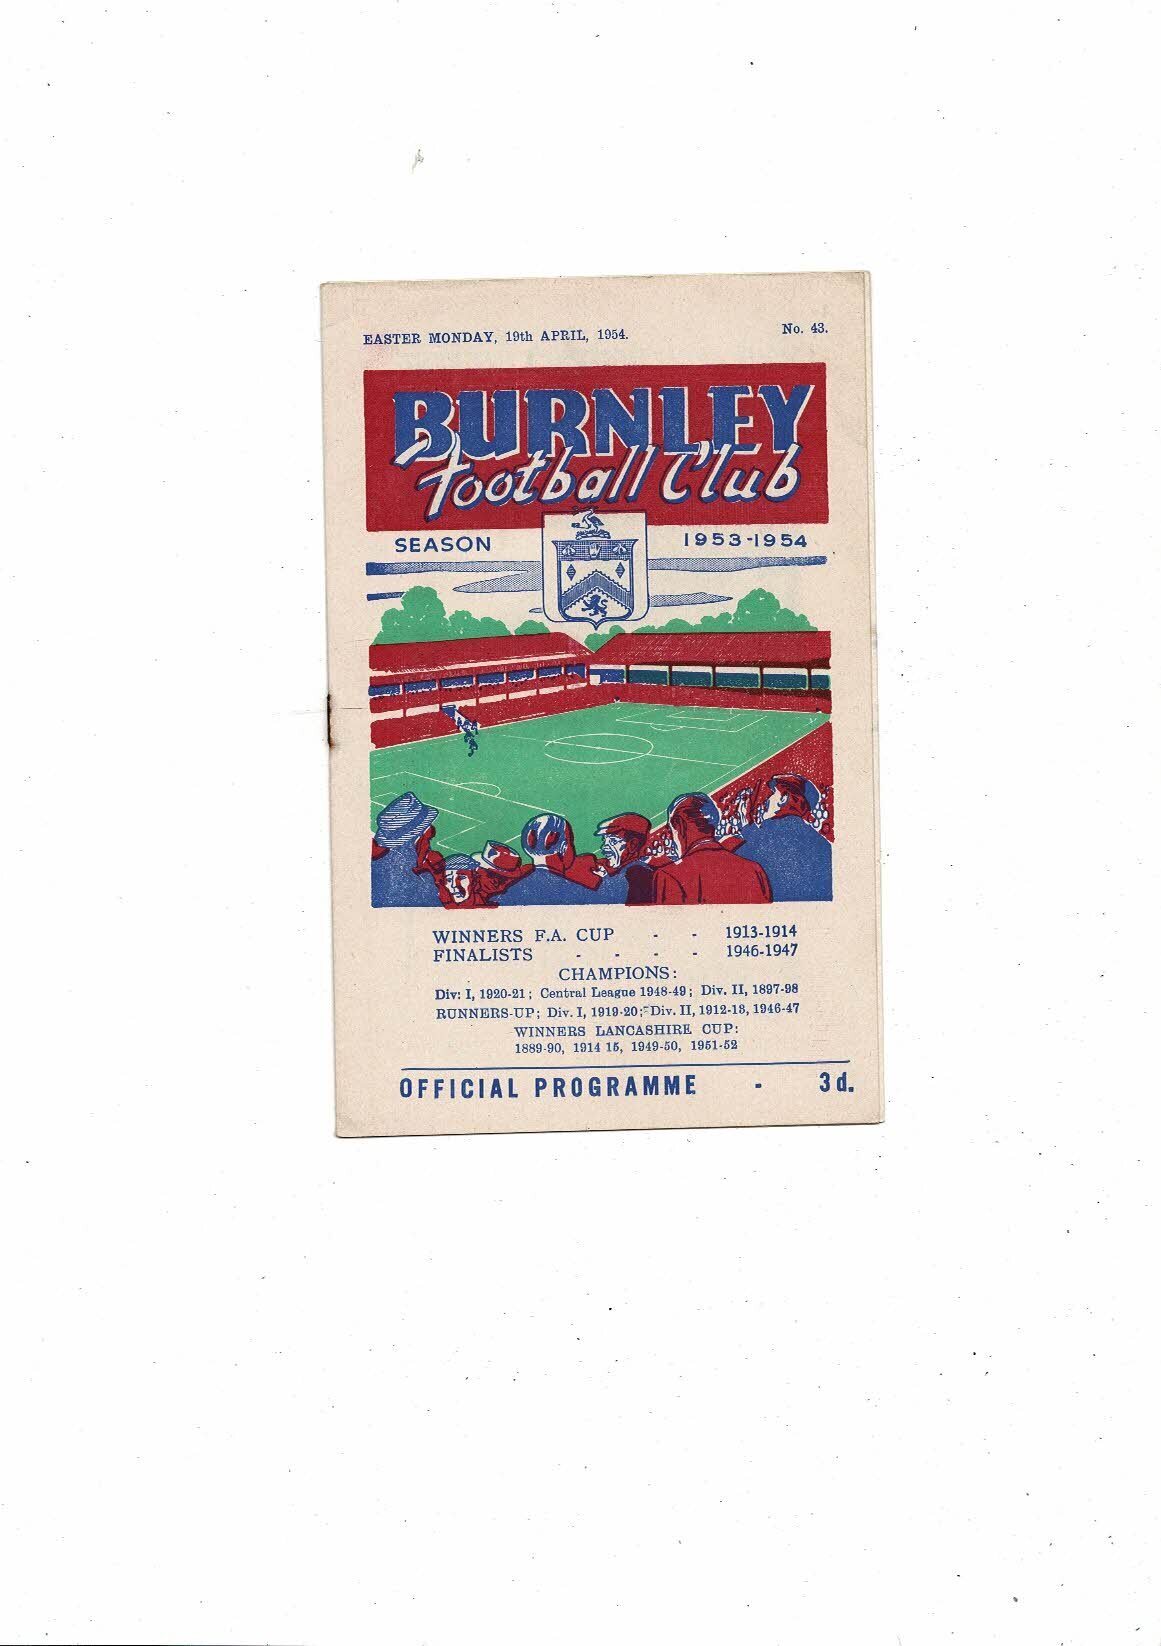 EASTER MONDAY, 19th APRIL, 1954. No. 43.
BURNLEY
Football Club
SEASON 1953-1954
WINNERS F.A. CUP - - 1913-1914
FINALISTS - - - - 1946-1947
CHAMPIONS:
Div: I, 1920-21; Central League 1948-49; Div. II, 1897-98
RUNNERS-UP; Div. I, 1919-20; Div. II, 1912-13, 1946-47
WINNERS LANCASHIRE CUP:
1889-90, 1914 15, 1949-50, 1951-52
OFFICIAL PROGRAMME - 3d.